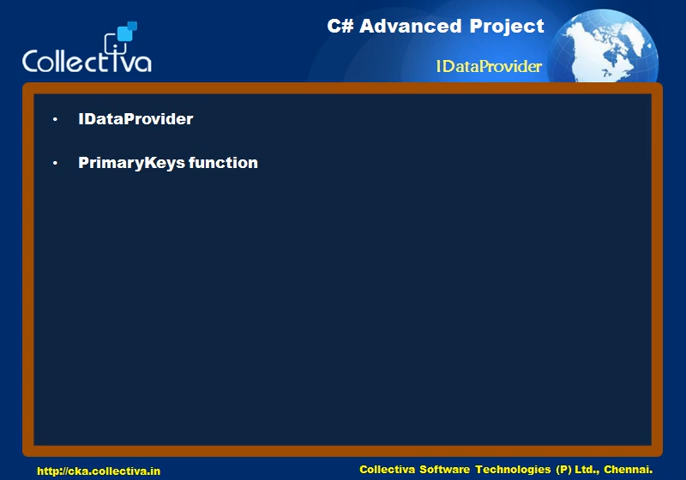 Collectiva
C# Advanced Project
IDataProvider
• IDataProvider
• PrimaryKeys function
http://cka.collectiva.in
Collectiva Software Technologies (P) Ltd., Chennai.